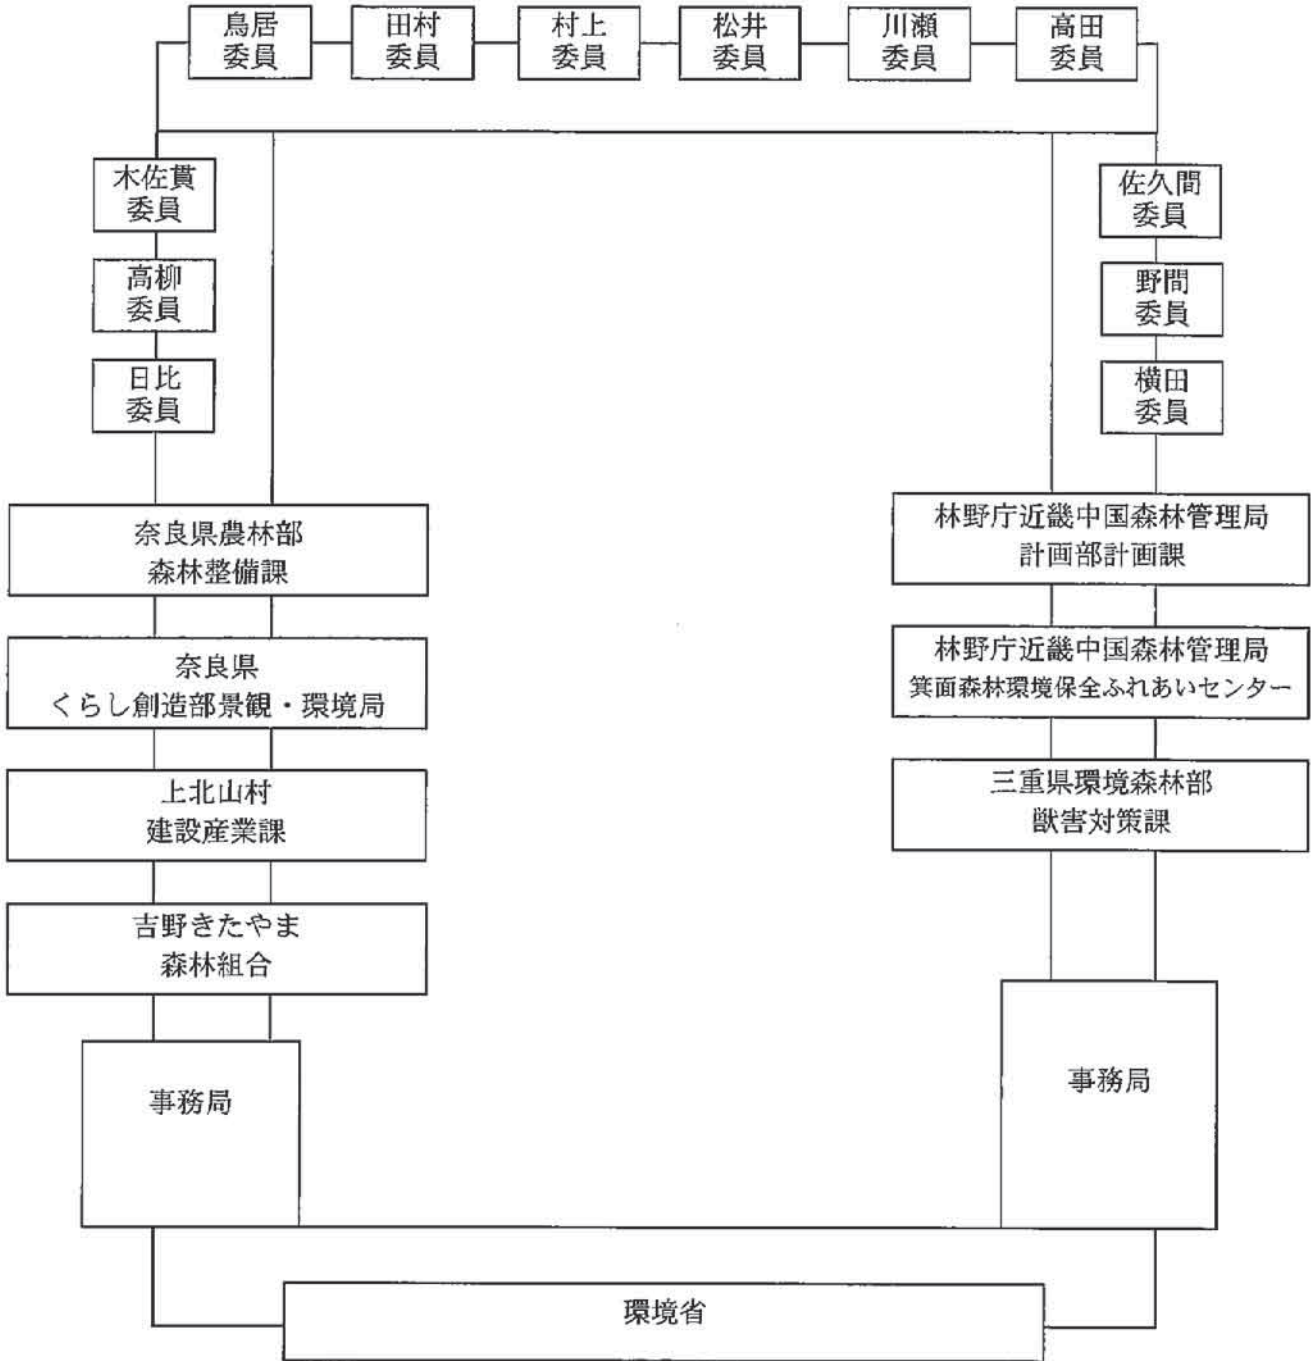 鳥居
委員
田村
委員
村上
委員
松井
委員
川瀬
委員
高田
委員
木佐貫
委員
高柳
委員
日比
委員
佐久間
委員
野間
委員
横田
委員
奈良県農林部
森林整備課
奈良県
くらし創造部景観・環境局
上北山村
建設産業課
吉野きたやま
森林組合
事務局
林野庁近畿中国森林管理局
計画部計画課
林野庁近畿中国森林管理局
箕面森林環境保全ふれあいセンター
三重県環境森林部
獣害対策課
事務局
環境省